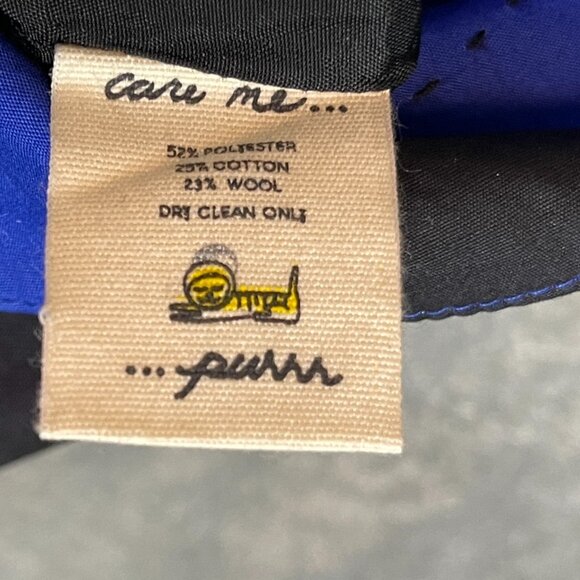 care me...
52% POLYESTER
25% COTTON
23% WOOL
DRY CLEAN ONLY
... purrr